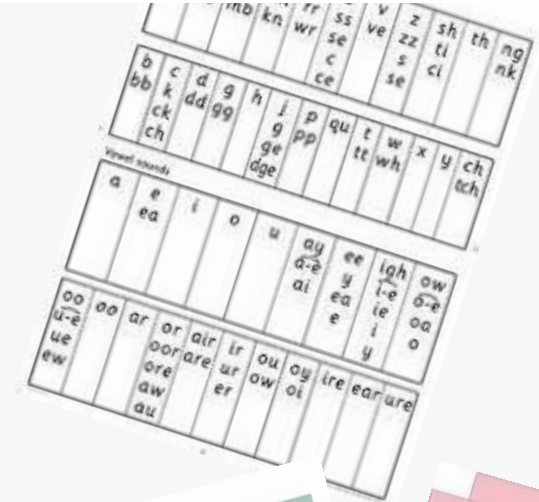 mb kn rr wr ss se c ce v ve z zz s se sh ti ci th ng nk
b bb c k ck ch d dd g gg h j g ge dge p pp qu t tt w wh x y ch tch
Vowel sounds
a e ea i o u ay a-e ai ee y ea e igh i-e ie i y ow o-e oa o
oo u-e ue ew oo ar or oor ore aw au air are ir ur er ou ow oy oi ire ear ure